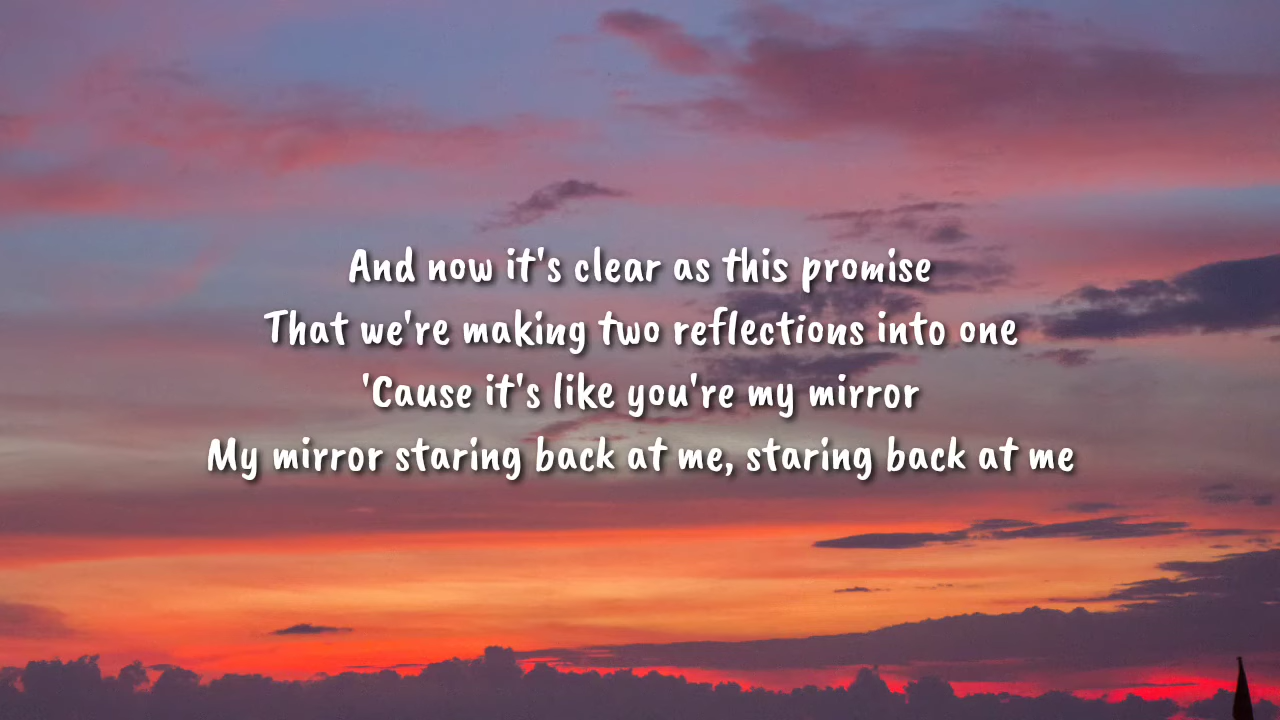 And now it's clear as this promise
That we're making two reflections into one
'Cause it's like you're my mirror
My mirror staring back at me, staring back at me